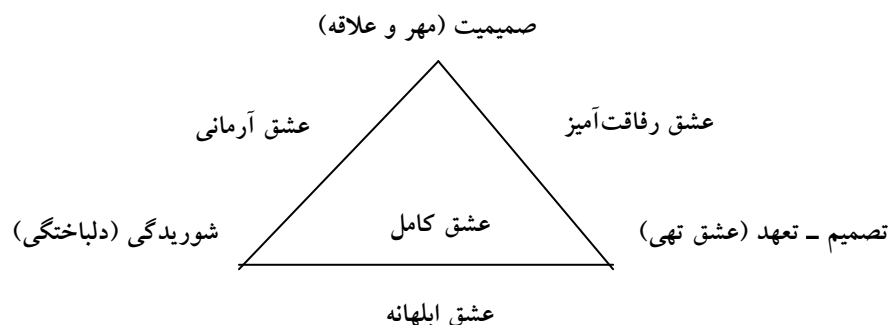 صمیمیت (مهر و علاقه)
عشق رفاقت‌آمیز
عشق آرمانی
تصمیم ـ تعهد (عشق تهی)
عشق کامل
شوریدگی (دلباختگی)
عشق ابلهانه